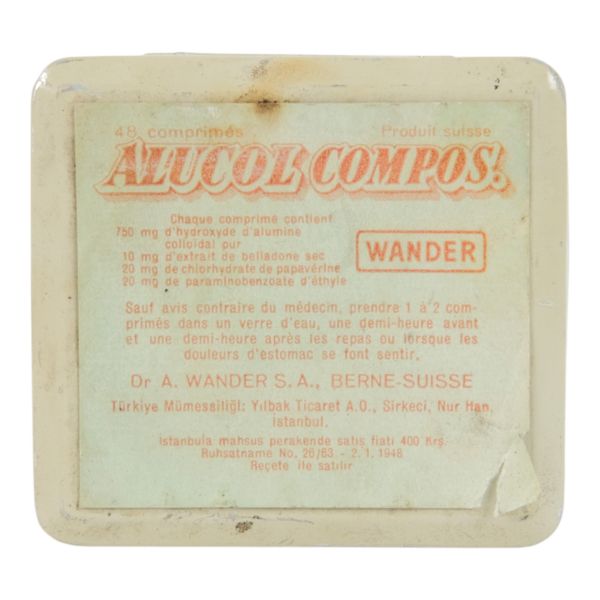 48 comprimés Produit suisse
ALUCOL COMPOS.
Chaque comprimé contient
750 mg d'hydroxyde d'alumine
colloïdal pur
10 mg d'extrait de belladone sec
20 mg de chlorhydrate de papavérine
20 mg de paraminobenzoate d'éthyle
WANDER
Sauf avis contraire du médecin, prendre 1 à 2 com-
primés dans un verre d'eau, une demi-heure avant
et une demi-heure après les repas ou lorsque les
douleurs d'estomac se font sentir.
Dr A. WANDER S.A., BERNE-SUISSE
Türkiye Mümessilliği: Yılbak Ticaret A.O., Sirkeci, Nur Han,
Istanbul.
Istanbula mahsus perakende satış fiatı 400 Krş.
Ruhsatname No. 26/63 - 2.1.1948
Reçete ile satılır